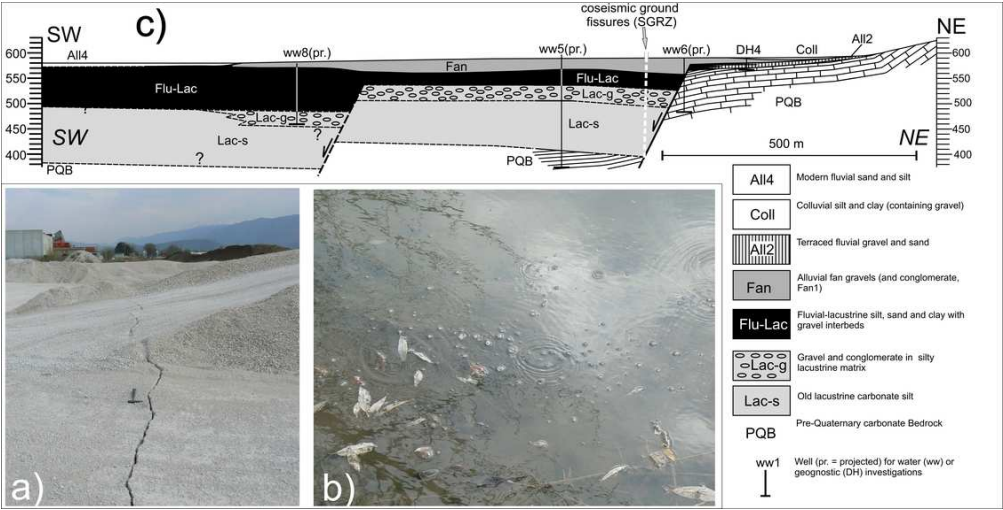 coseismic ground
fissures (SGRZ)
SW
c)
NE
600
All4
ww8(pr.)
ww5(pr.)
ww6(pr.)
DH4
Coll
All2
600
Fan
550
Flu-Lac
Flu-Lac
550
500
Lac-g
PQB
500
450
Lac-g
SW
Lac-s
?
Lac-s
NE
450
400
?
400
PQB
PQB
500 m
All4 Modern fluvial sand and silt
Coll Colluvial silt and clay (containing gravel)
All2 Terraced fluvial gravel and sand
Fan Alluvial fan gravels (and conglomerate,
Fan1)
Flu-Lac Fluvial-lacustrine silt, sand and clay with
gravel interbeds
Lac-g Gravel and conglomerate in silty
lacustrine matrix
Lac-s Old lacustrine carbonate silt
PQB Pre-Quaternary carbonate Bedrock
ww1 Well (pr. = projected) for water (ww) or
geognostic (DH) investigations
a)
b)